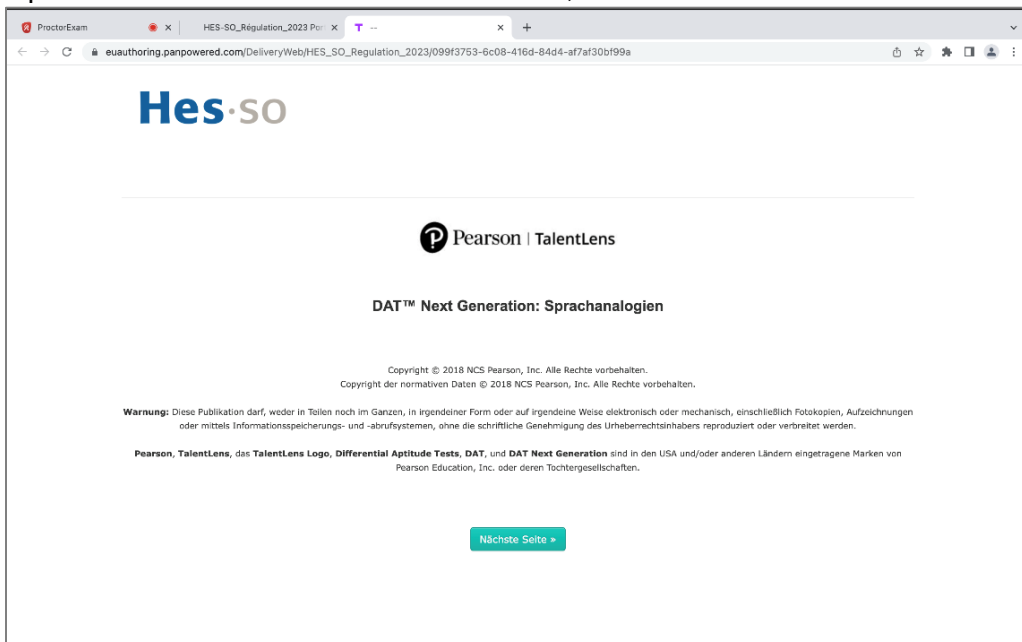 ProctorExam
HES-SO_Régulation_2023 Por
T --
euauthoring.panpowered.com/DeliveryWeb/HES_SO_Regulation_2023/099f3753-6c08-416d-84d4-af7af30bf99a
Hes·so
Pearson | TalentLens
DAT™ Next Generation: Sprachanalogien
Copyright © 2018 NCS Pearson, Inc. Alle Rechte vorbehalten.
Copyright der normativen Daten © 2018 NCS Pearson, Inc. Alle Rechte vorbehalten.
Warnung: Diese Publikation darf, weder in Teilen noch im Ganzen, in irgendeiner Form oder auf irgendeine Weise elektronisch oder mechanisch, einschließlich Fotokopien, Aufzeichnungen
oder mittels Informationsspeicherungs- und -abrufsystemen, ohne die schriftliche Genehmigung des Urheberrechtsinhabers reproduziert oder verbreitet werden.
Pearson, TalentLens, das TalentLens Logo, Differential Aptitude Tests, DAT, und DAT Next Generation sind in den USA und/oder anderen Ländern eingetragene Marken von
Pearson Education, Inc. oder deren Tochtergesellschaften.
Nächste Seite »